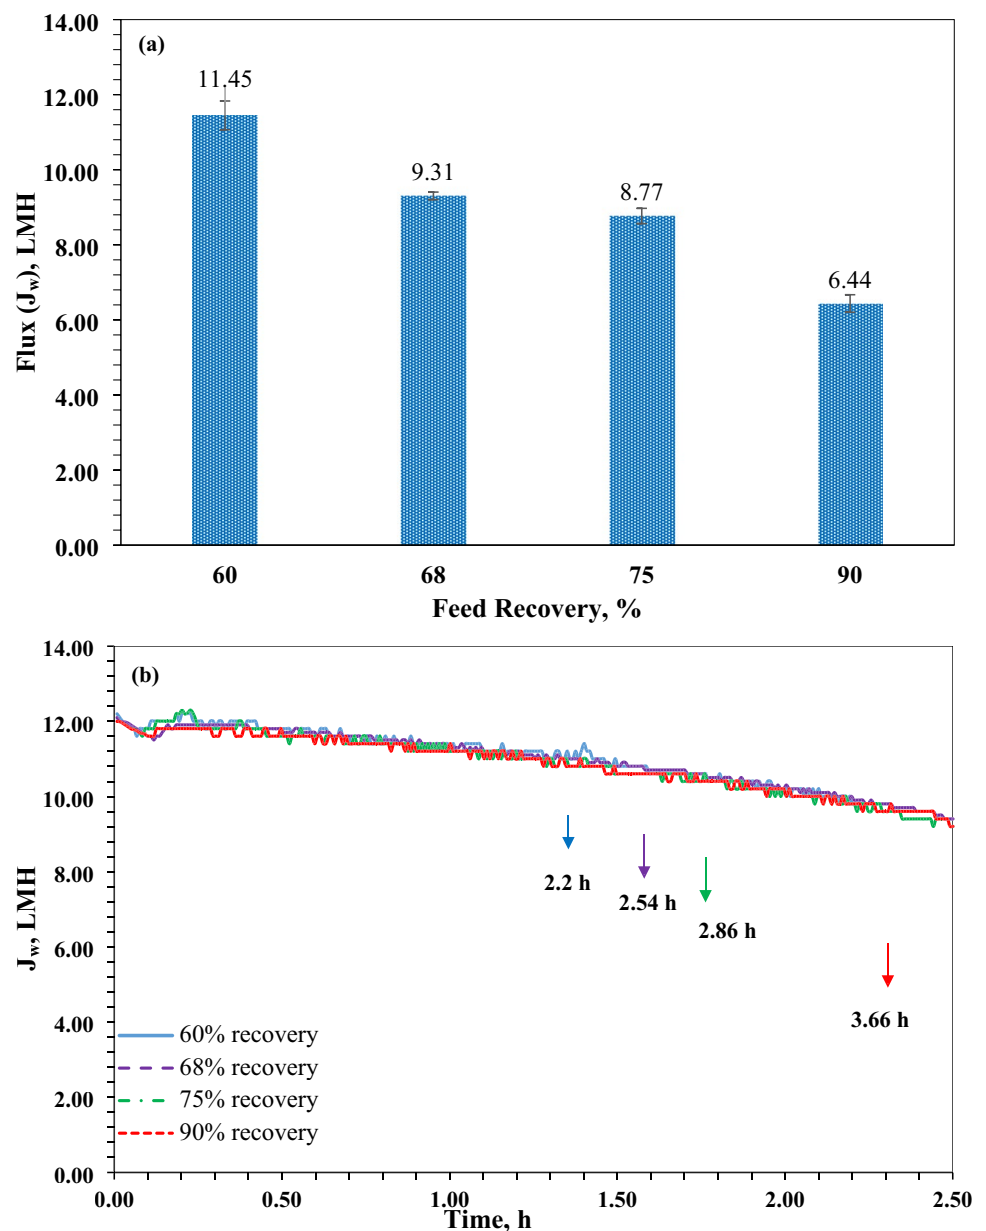 (a)
14.00
12.00
10.00
8.00
6.00
4.00
2.00
0.00
Flux (Jw), LMH
11.45
9.31
8.77
6.44
60 68 75 90
Feed Recovery, %
(b)
14.00
12.00
10.00
8.00
6.00
4.00
2.00
0.00
Jw, LMH
2.2 h
2.54 h
2.86 h
3.66 h
60% recovery
68% recovery
75% recovery
90% recovery
0.00 0.50 1.00 1.50 2.00 2.50
Time, h